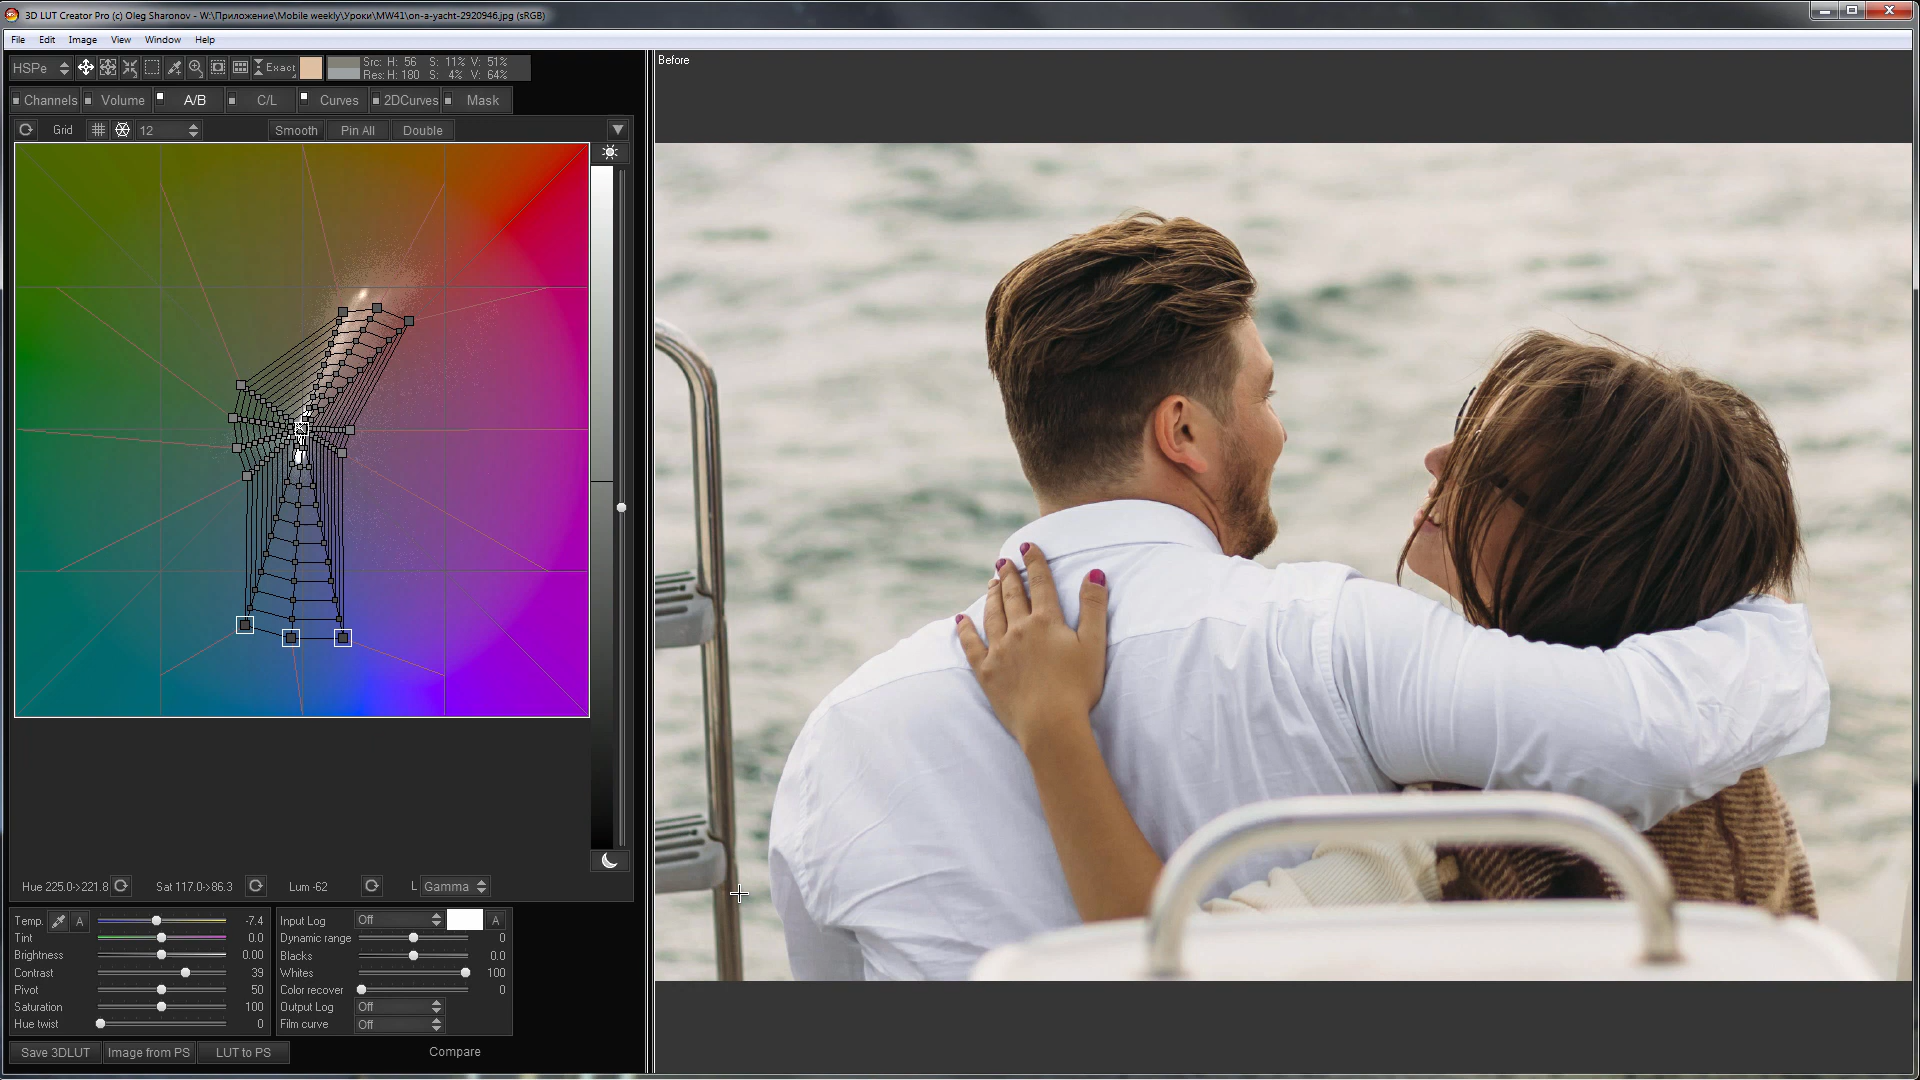 3D LUT Creator Pro (c) Oleg Sharonov - W:\Приложение\Mobile weekly\Уроки\MW41\on-a-yacht-2920946.jpg (sRGB)
File Edit Image View Window Help
HSPe Exact Src: H: 56 S: 11% V: 51%
Res: H: 180 S: 4% V: 64%
Before
Channels Volume A/B C/L Curves 2DCurves Mask
Grid 12 Smooth Pin All Double
Hue 225.0->221.8 Sat 117.0->86.3 Lum -62 L Gamma
Temp. A -7.4
Tint 0.0
Brightness 0.00
Contrast 39
Pivot 50
Saturation 100
Hue twist 0
Input Log Off A
Dynamic range 0
Blacks 0.0
Whites 100
Color recover 0
Output Log Off
Film curve Off
Save 3DLUT Image from PS LUT to PS Compare